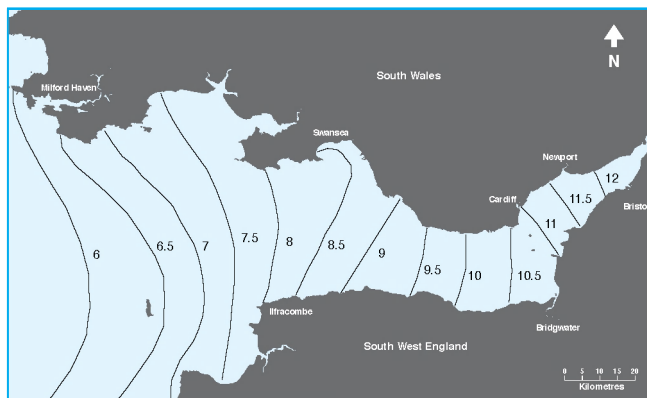 N
South Wales
Milford Haven
Swansea
Newport
Cardiff
Bristo
12
11.5
11
6
6.5
7
7.5
8
8.5
9
9.5
10
10.5
Ilfracombe
Bridgwater
South West England
0 5 10 15 20
Kilometres